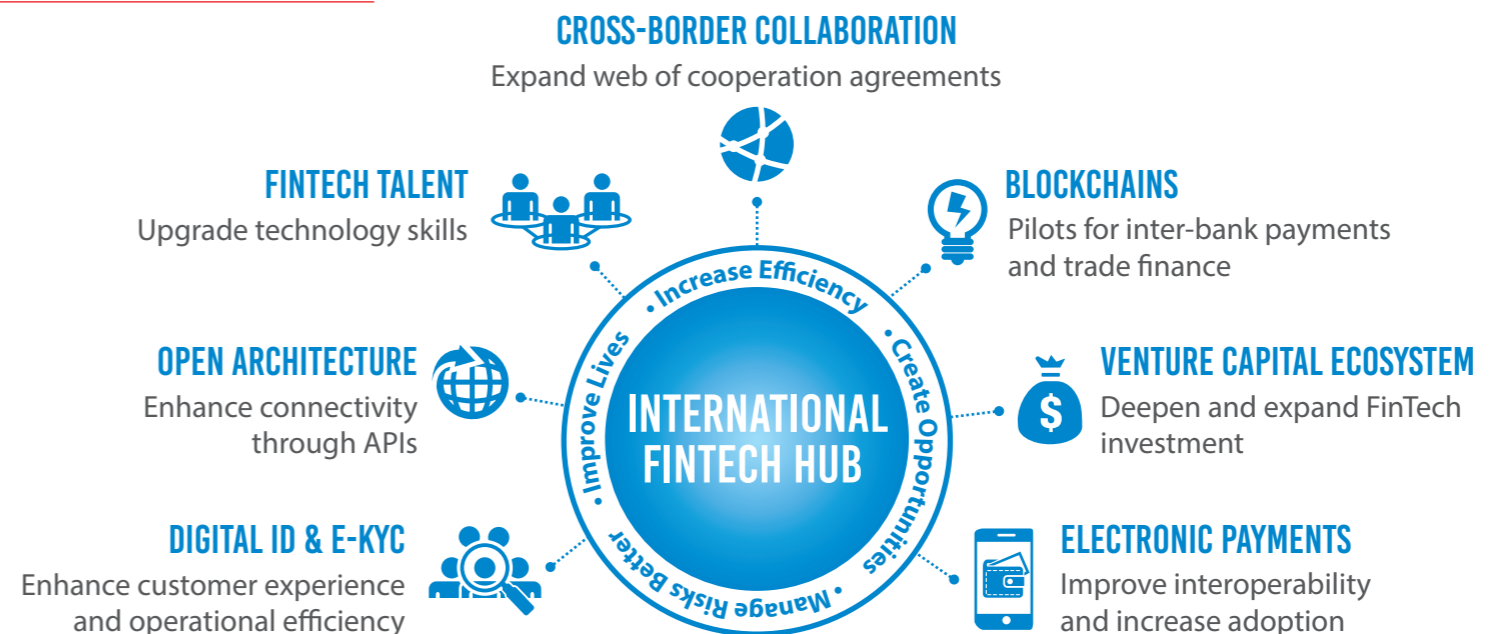 CROSS-BORDER COLLABORATION
Expand web of cooperation agreements
FINTECH TALENT
Upgrade technology skills
BLOCKCHAINS
Pilots for inter-bank payments
and trade finance
OPEN ARCHITECTURE
Enhance connectivity
through APIs
VENTURE CAPITAL ECOSYSTEM
Deepen and expand FinTech
investment
DIGITAL ID & E-KYC
Enhance customer experience
and operational efficiency
ELECTRONIC PAYMENTS
Improve interoperability
and increase adoption
INTERNATIONAL
FINTECH HUB
• Increase Efficiency
• Create Opportunities
• Manage Risks Better
• Improve Lives
$